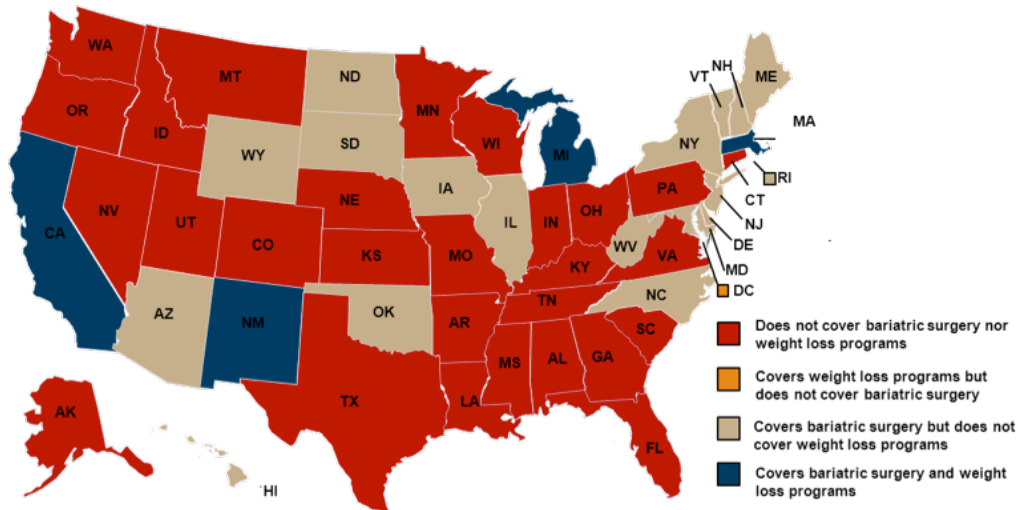 WA
MT
ND
MN
VT
NH
ME
OR
ID
WY
SD
WI
MI
NY
MA
RI
CT
NJ
DE
MD
DC
NV
UT
CO
NE
IA
IL
IN
OH
PA
CA
KS
MO
KY
WV
VA
AZ
NM
OK
AR
TN
NC
SC
TX
LA
MS
AL
GA
FL
AK
HI
Does not cover bariatric surgery nor
weight loss programs
Covers weight loss programs but
does not cover bariatric surgery
Covers bariatric surgery but does not
cover weight loss programs
Covers bariatric surgery and weight
loss programs